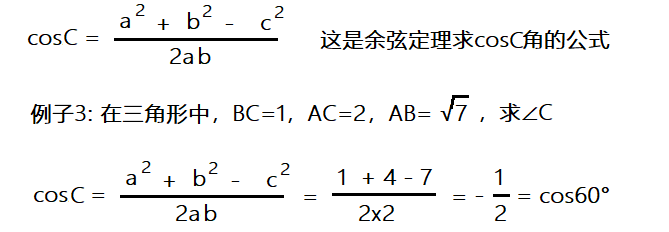 cosC = (a² + b² - c²) / 2ab 这是余弦定理求cosC角的公式
例子3: 在三角形中，BC=1，AC=2，AB= √7 ，求∠C
cosC = (a² + b² - c²) / 2ab = (1 + 4 - 7) / 2x2 = - 1/2 = cos60°